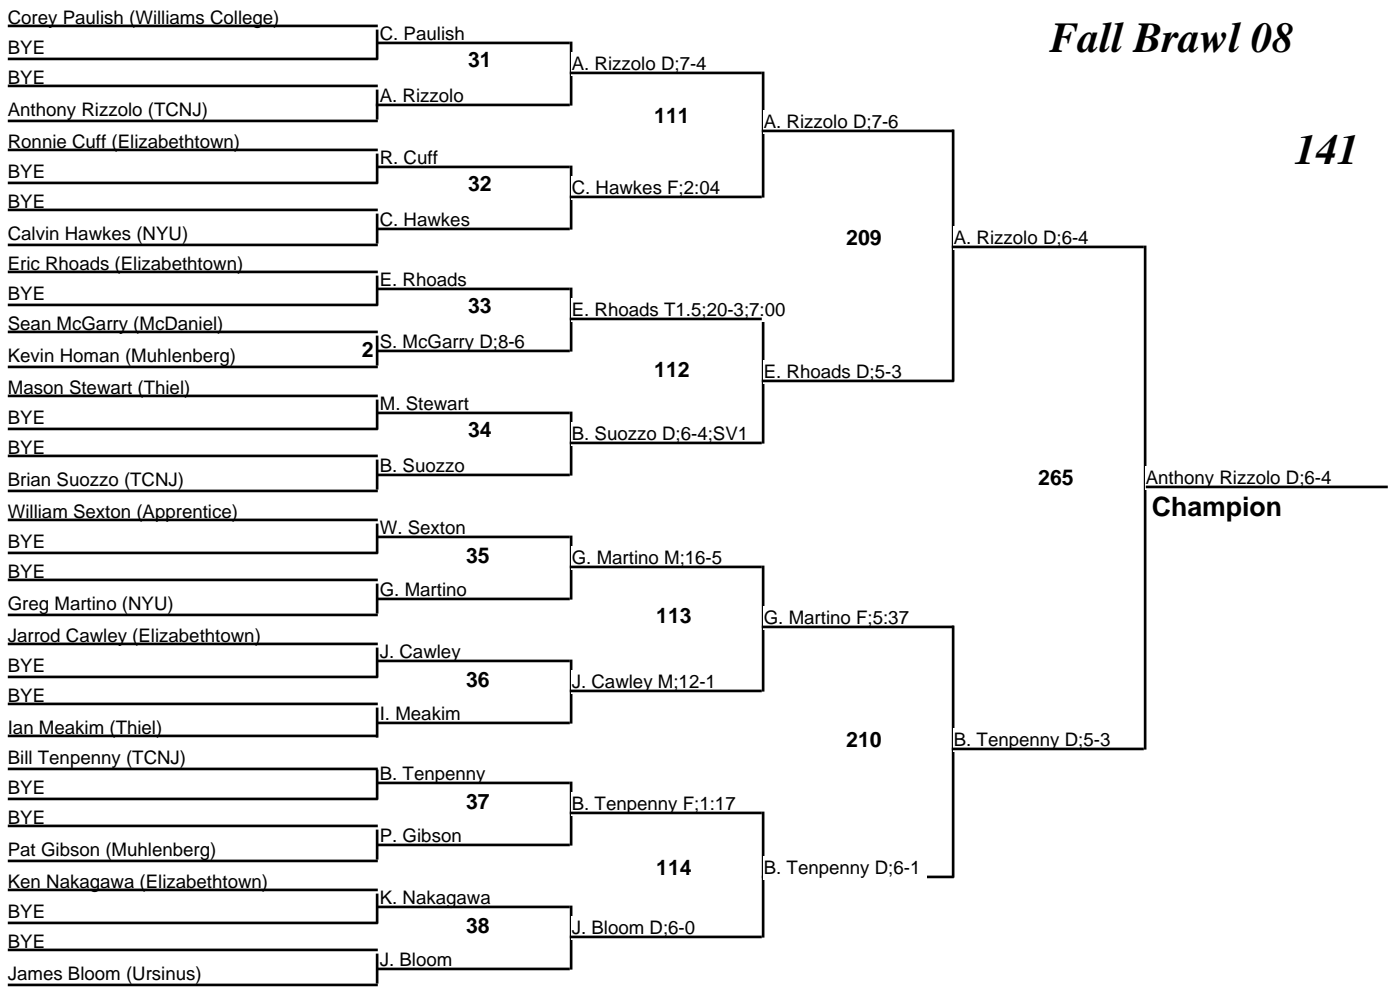 Fall Brawl 08
141
Corey Paulish (Williams College)
BYE
BYE
Anthony Rizzolo (TCNJ)
Ronnie Cuff (Elizabethtown)
BYE
BYE
Calvin Hawkes (NYU)
Eric Rhoads (Elizabethtown)
BYE
Sean McGarry (McDaniel)
Kevin Homan (Muhlenberg)
2
Mason Stewart (Thiel)
BYE
BYE
Brian Suozzo (TCNJ)
William Sexton (Apprentice)
BYE
BYE
Greg Martino (NYU)
Jarrod Cawley (Elizabethtown)
BYE
BYE
Ian Meakim (Thiel)
Bill Tenpenny (TCNJ)
BYE
BYE
Pat Gibson (Muhlenberg)
Ken Nakagawa (Elizabethtown)
BYE
BYE
James Bloom (Ursinus)
C. Paulish
31
A. Rizzolo
R. Cuff
32
C. Hawkes
E. Rhoads
33
S. McGarry D;8-6
M. Stewart
34
B. Suozzo
W. Sexton
35
G. Martino
J. Cawley
36
I. Meakim
B. Tenpenny
37
P. Gibson
K. Nakagawa
38
J. Bloom
A. Rizzolo D;7-4
111
C. Hawkes F;2:04
E. Rhoads T1.5;20-3;7:00
112
B. Suozzo D;6-4;SV1
G. Martino M;16-5
113
J. Cawley M;12-1
B. Tenpenny F;1:17
114
J. Bloom D;6-0
A. Rizzolo D;7-6
209
E. Rhoads D;5-3
G. Martino F;5:37
210
B. Tenpenny D;6-1
A. Rizzolo D;6-4
265
B. Tenpenny D;5-3
Anthony Rizzolo D;6-4
Champion